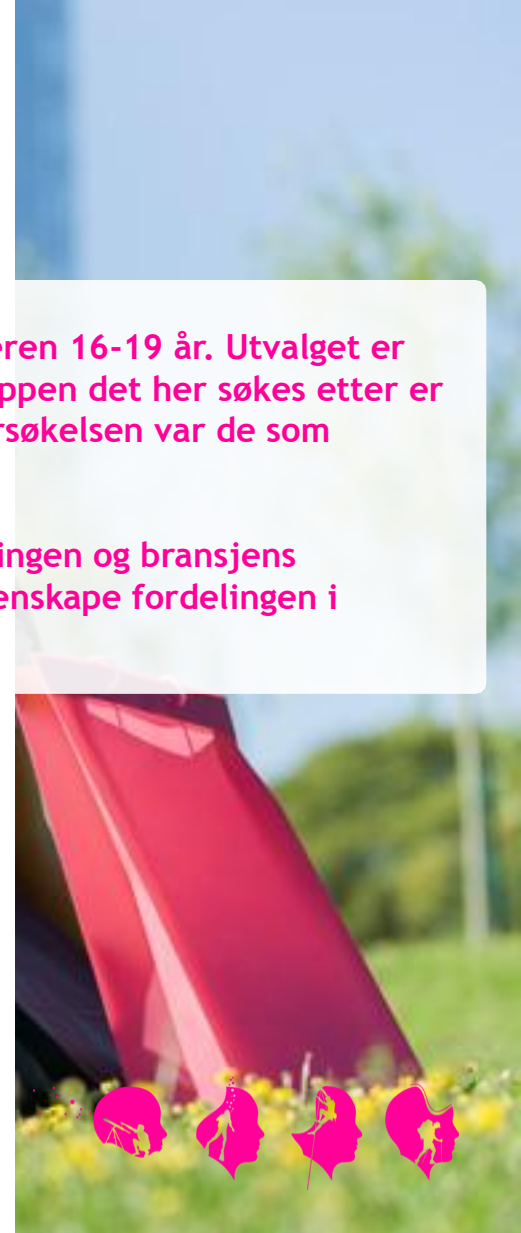 eren 16-19 år. Utvalget er
ppen det her søkes etter er
rsøkelsen var de som
ingen og bransjens
enskape fordelingen i